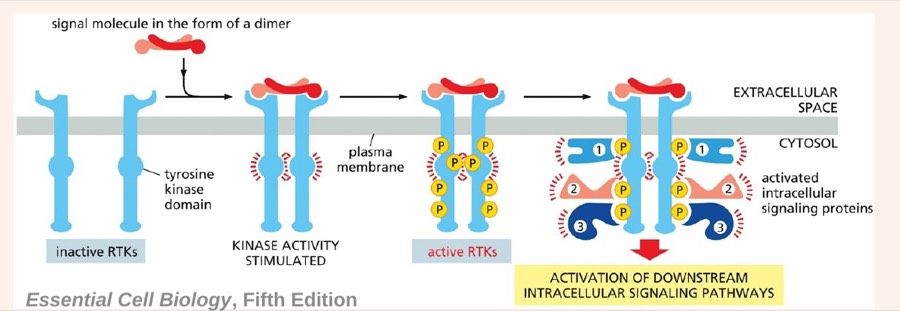 signal molecule in the form of a dimer
EXTRACELLULAR
SPACE
CYTOSOL
plasma
membrane
tyrosine
kinase
domain
inactive RTKs
KINASE ACTIVITY
STIMULATED
P
P P
P P
P P
P P
active RTKs
1 P P 1
2 P P 2
3 P P 3
activated
intracellular
signaling proteins
ACTIVATION OF DOWNSTREAM
INTRACELLULAR SIGNALING PATHWAYS
Essential Cell Biology, Fifth Edition